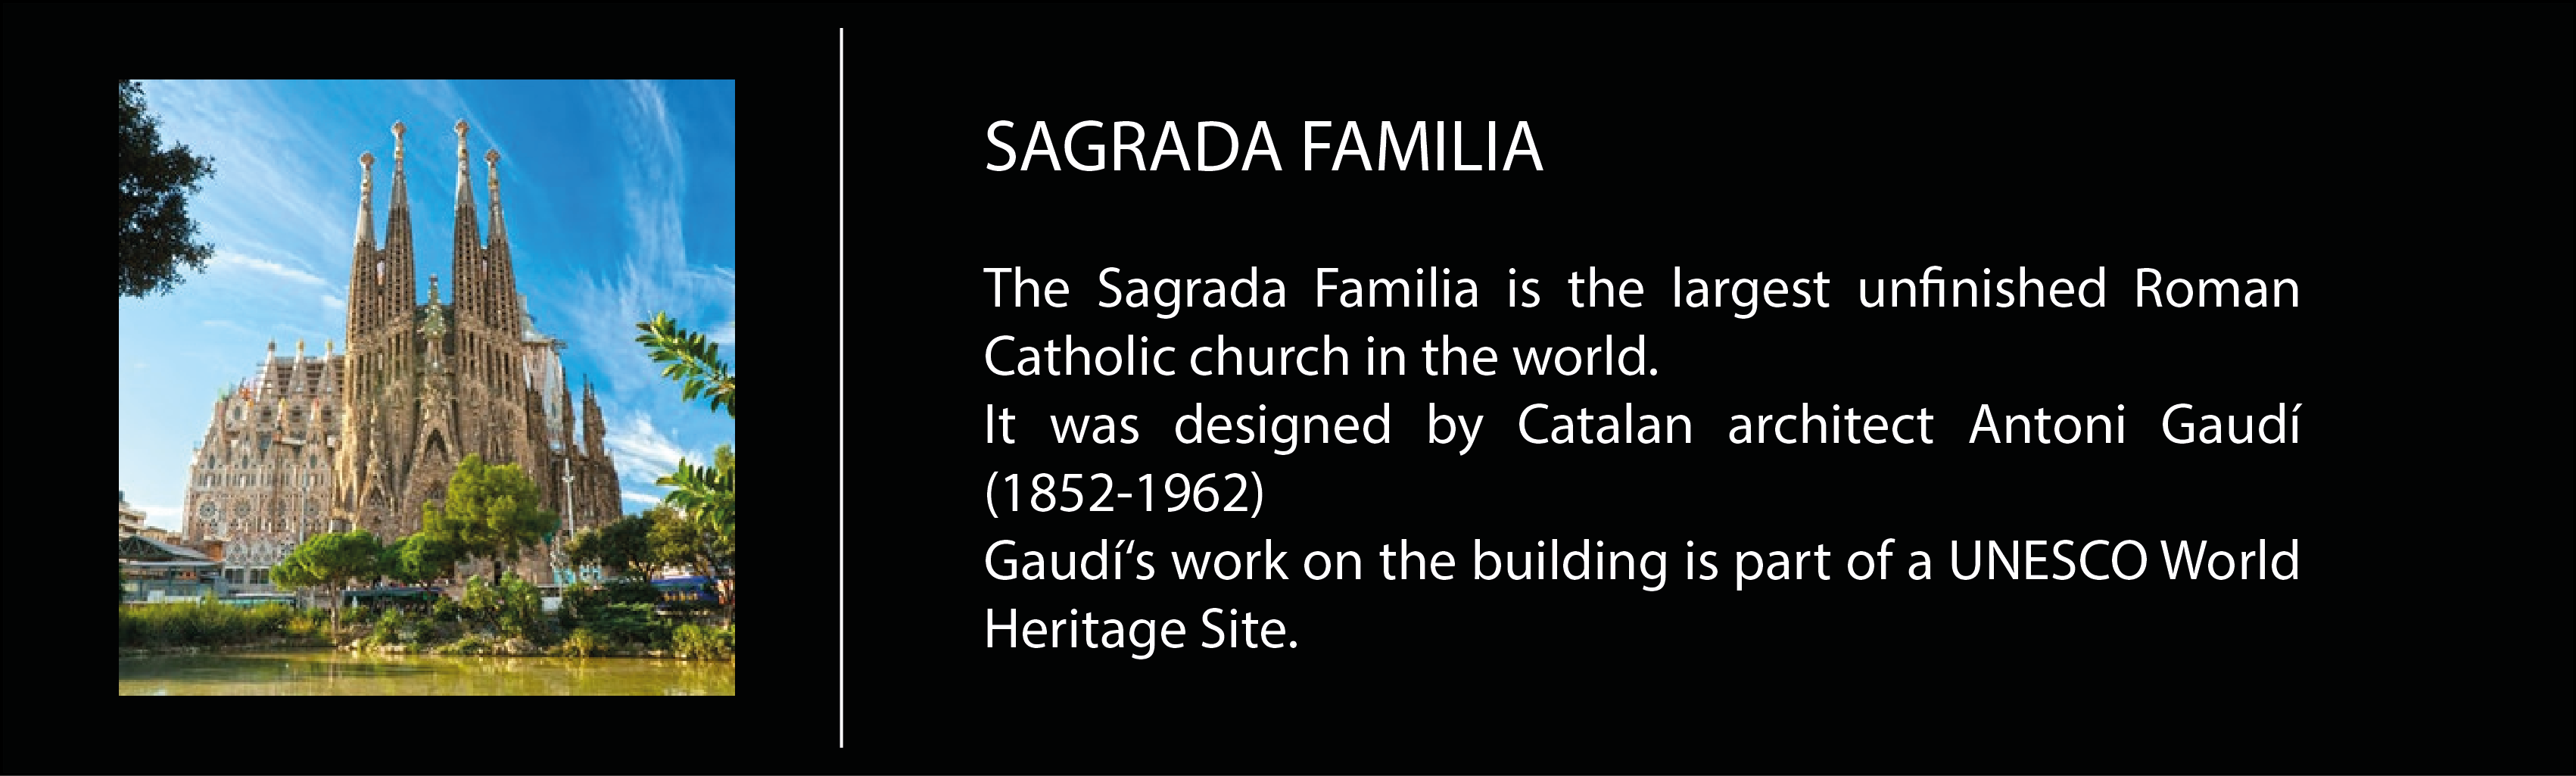 SAGRADA FAMILIA
The Sagrada Familia is the largest unfinished Roman
Catholic church in the world.
It was designed by Catalan architect Antoni Gaudí
(1852-1962)
Gaudí‘s work on the building is part of a UNESCO World
Heritage Site.